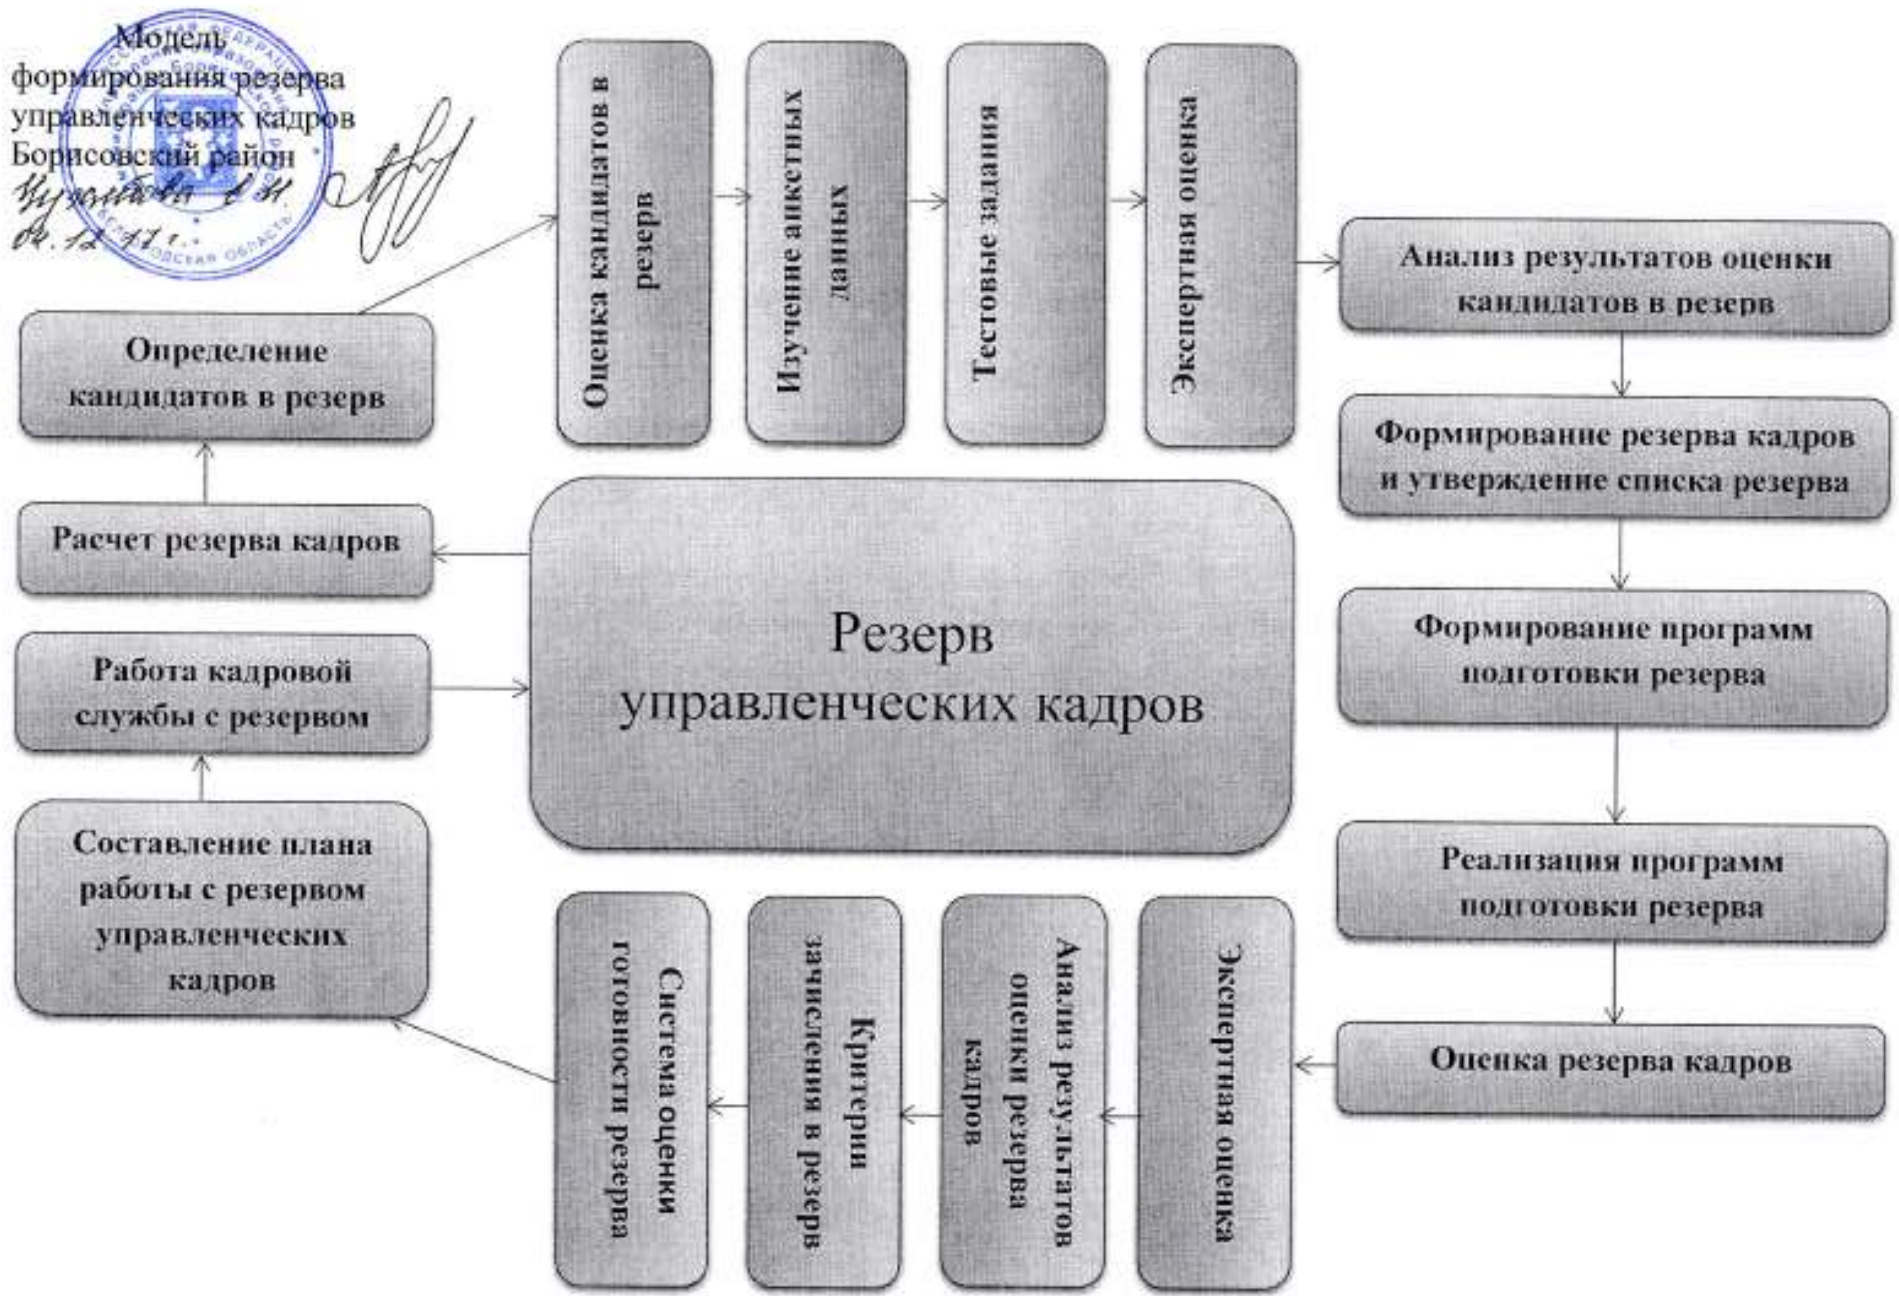 Модель
формирования резерва
управленческих кадров
Борисовский район
04.12.17 г.
Определение
кандидатов в резерв
Расчет резерва кадров
Работа кадровой
службы с резервом
Составление плана
работы с резервом
управленческих
кадров
Оценка кандидатов в
резерв
Изучение анкетных
данных
Тестовые задания
Экспертная оценка
Анализ результатов оценки
кандидатов в резерв
Формирование резерва кадров
и утверждение списка резерва
Формирование программ
подготовки резерва
Реализация программ
подготовки резерва
Оценка резерва кадров
Экспертная оценка
Анализ результатов
оценки резерва
кадров
Критерии
зачисления в резерв
Система оценки
готовности резерва
Резерв
управленческих кадров